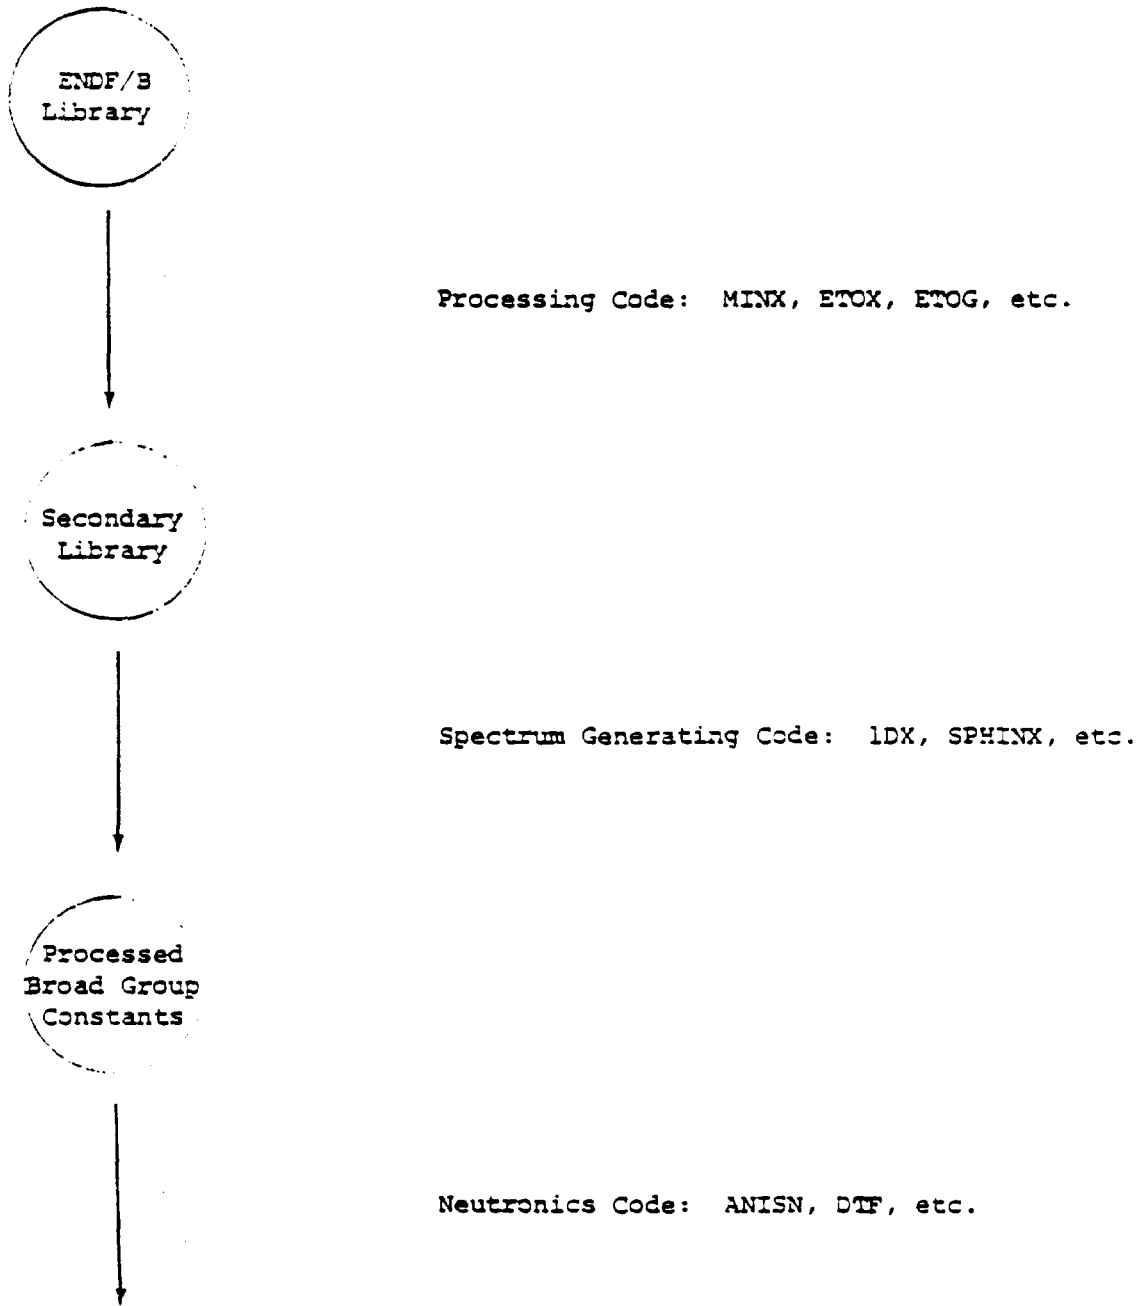 ENDF/B
Library
Processing Code: MINX, ETOX, ETOG, etc.
Secondary
Library
Spectrum Generating Code: 1DX, SPHINX, etc.
Processed
Broad Group
Constants
Neutronics Code: ANISN, DTF, etc.